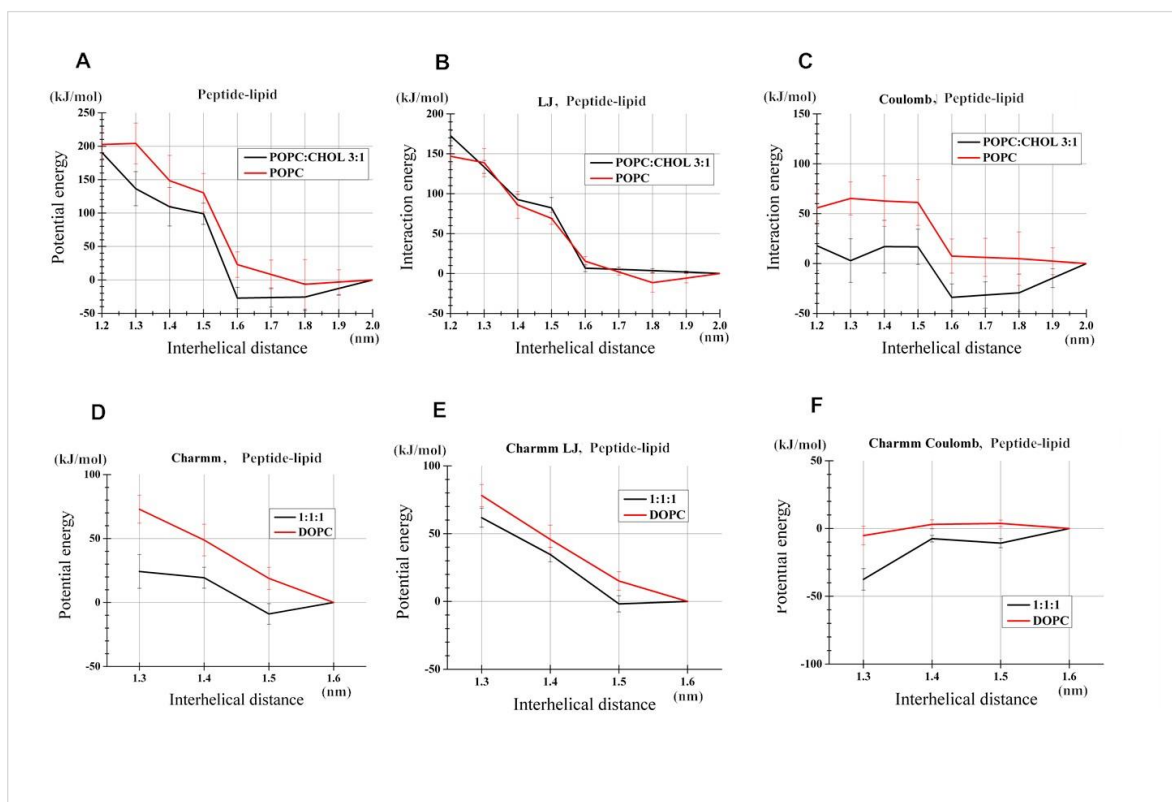 A
(kJ/mol)
Peptide-lipid
Potential energy
250
200
150
100
50
0
-50
POPC:CHOL 3:1
POPC
1.2 1.3 1.4 1.5 1.6 1.7 1.8 1.9 2.0
(nm)
Interhelical distance
B
(kJ/mol)
LJ, Peptide-lipid
Interaction energy
200
150
100
50
0
-50
POPC:CHOL 3:1
POPC
1.2 1.3 1.4 1.5 1.6 1.7 1.8 1.9 2.0
(nm)
Interhelical distance
C
(kJ/mol)
Coulomb, Peptide-lipid
Interaction energy
150
100
50
0
-50
POPC:CHOL 3:1
POPC
1.2 1.3 1.4 1.5 1.6 1.7 1.8 1.9 2.0
(nm)
Interhelical distance
D
(kJ/mol)
Charmm, Peptide-lipid
Potential energy
100
50
0
-50
1:1:1
DOPC
1.3 1.4 1.5 1.6
(nm)
Interhelical distance
E
(kJ/mol)
Charmm LJ, Peptide-lipid
Potential energy
100
50
0
-50
1:1:1
DOPC
1.3 1.4 1.5 1.6
(nm)
Interhelical distance
F
(kJ/mol)
Charmm Coulomb, Peptide-lipid
Potential energy
50
0
-50
-100
1:1:1
DOPC
1.3 1.4 1.5 1.6
(nm)
Interhelical distance